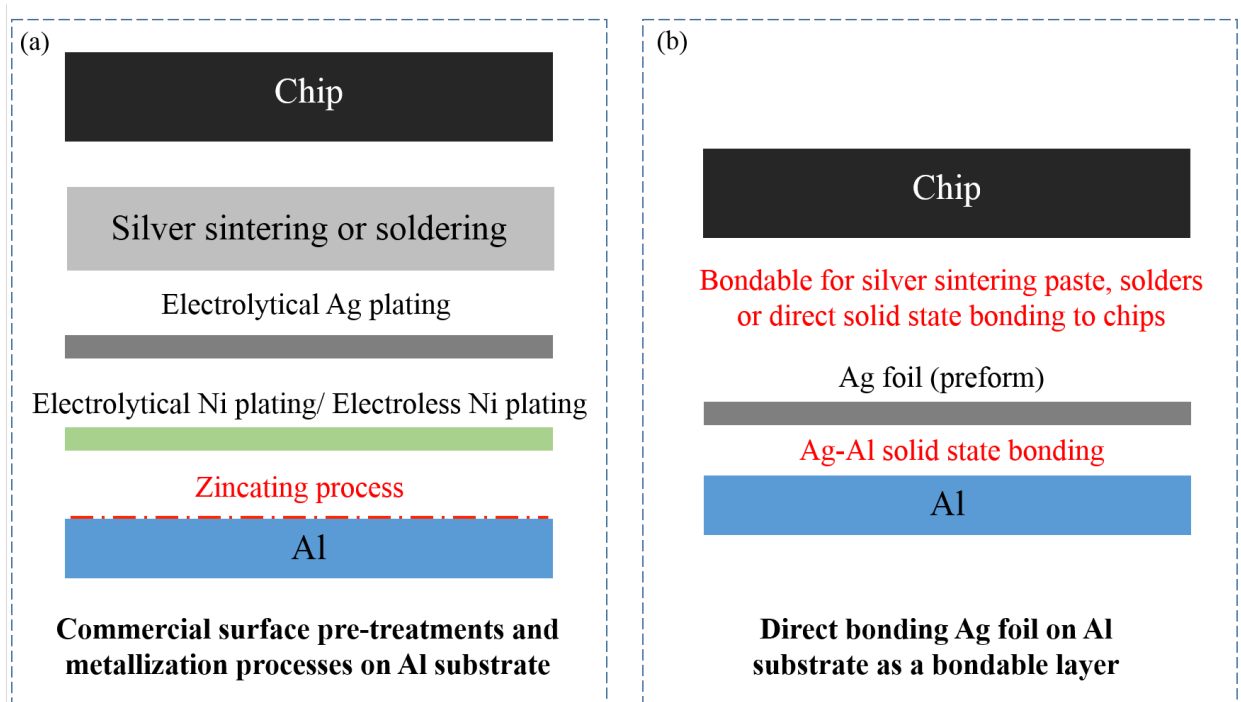 (a)
Chip
Silver sintering or soldering
Electrolytical Ag plating
Electrolytical Ni plating/ Electroless Ni plating
Zincating process
Al
Commercial surface pre-treatments and
metallization processes on Al substrate
(b)
Chip
Bondable for silver sintering paste, solders
or direct solid state bonding to chips
Ag foil (preform)
Ag-Al solid state bonding
Al
Direct bonding Ag foil on Al
substrate as a bondable layer